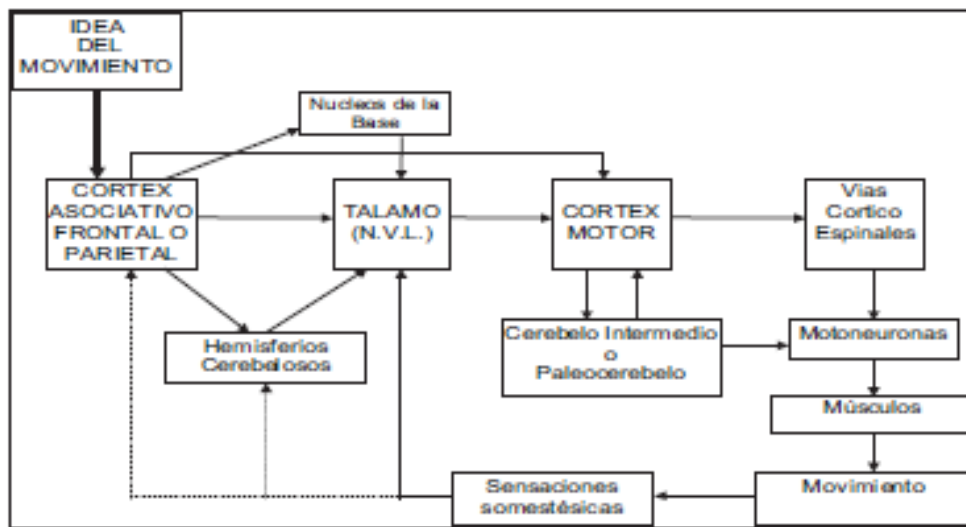 IDEA
DEL
MOVIMIENTO
Nucleos de la
Base
CORTEX
ASOCIATIVO
FRONTAL O
PARIETAL
TALAMO
(N.V.L.)
CORTEX
MOTOR
Vias
Cortico
Espinales
Hemisferios
Cerebelosos
Cerebelo Intermedio
o
Paleocerebelo
Motoneuronas
Músculos
Sensaciones
somestésicas
Movimiento